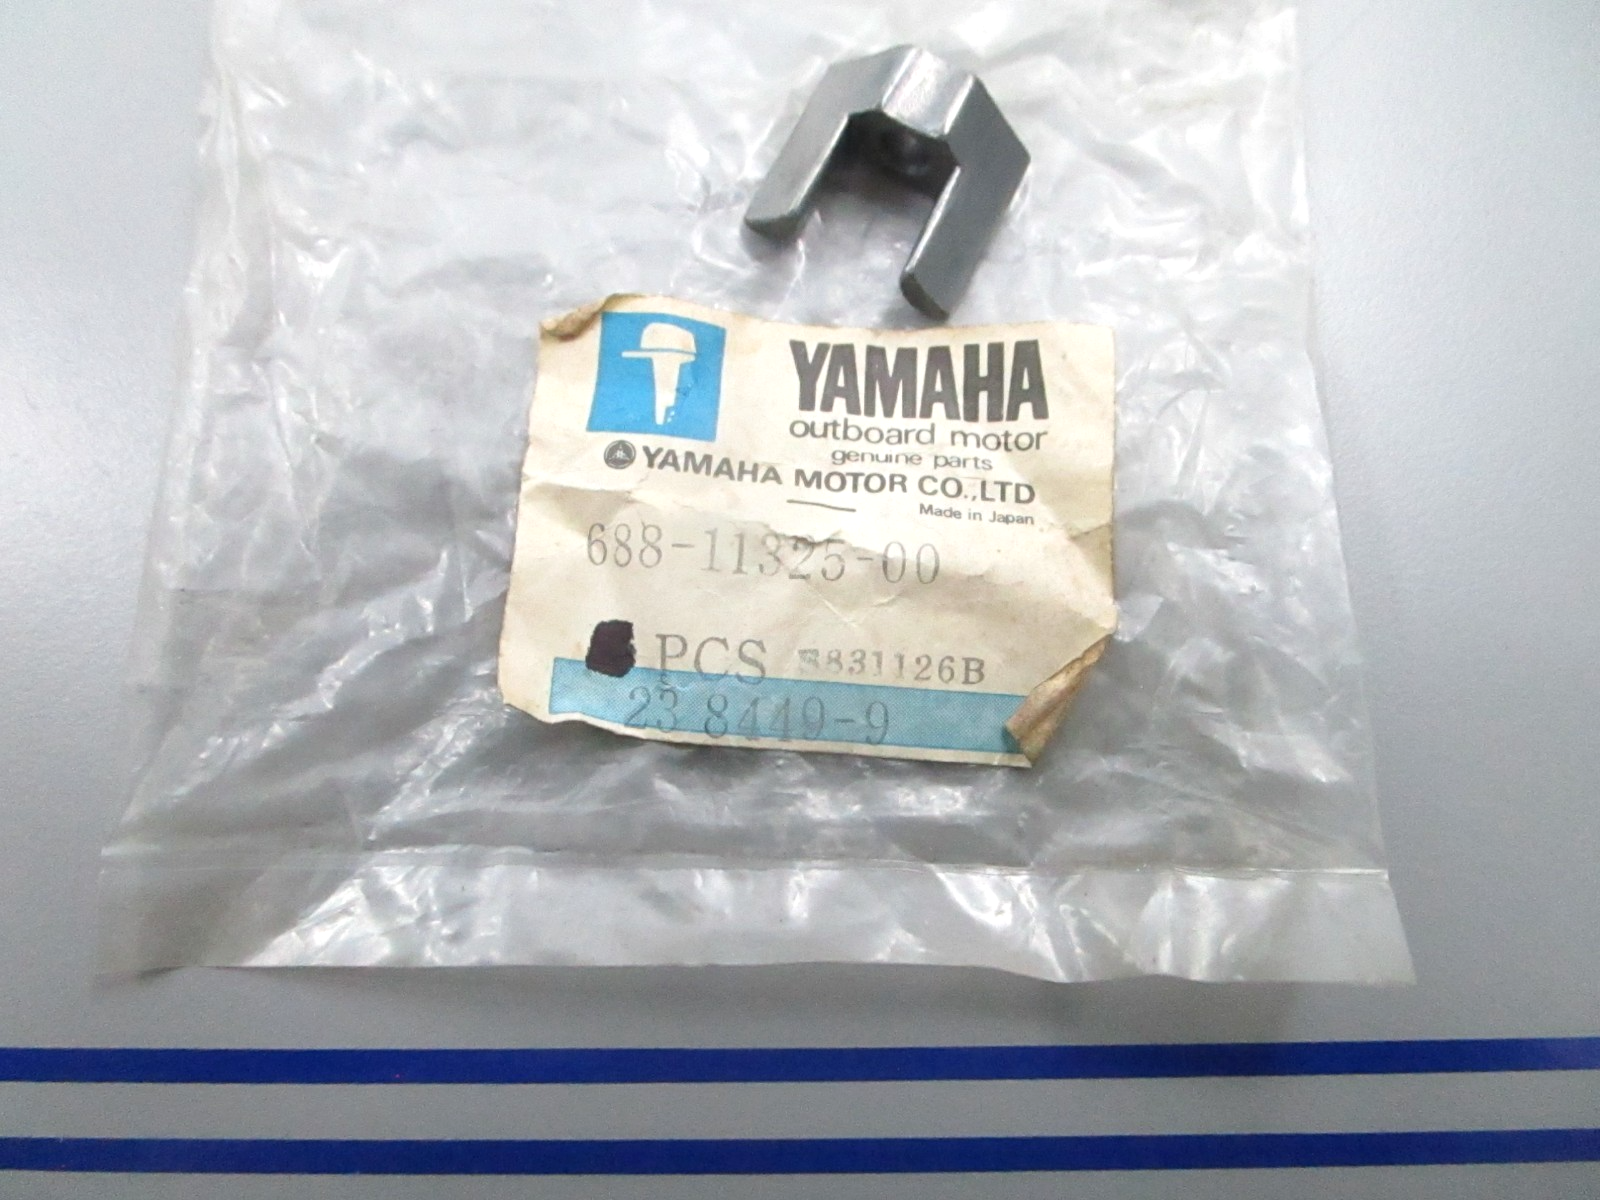 YAMAHA
outboard motor
genuine parts
YAMAHA MOTOR CO.,LTD
Made in Japan
688-11325-00
PCS 831126B
23 8449-9